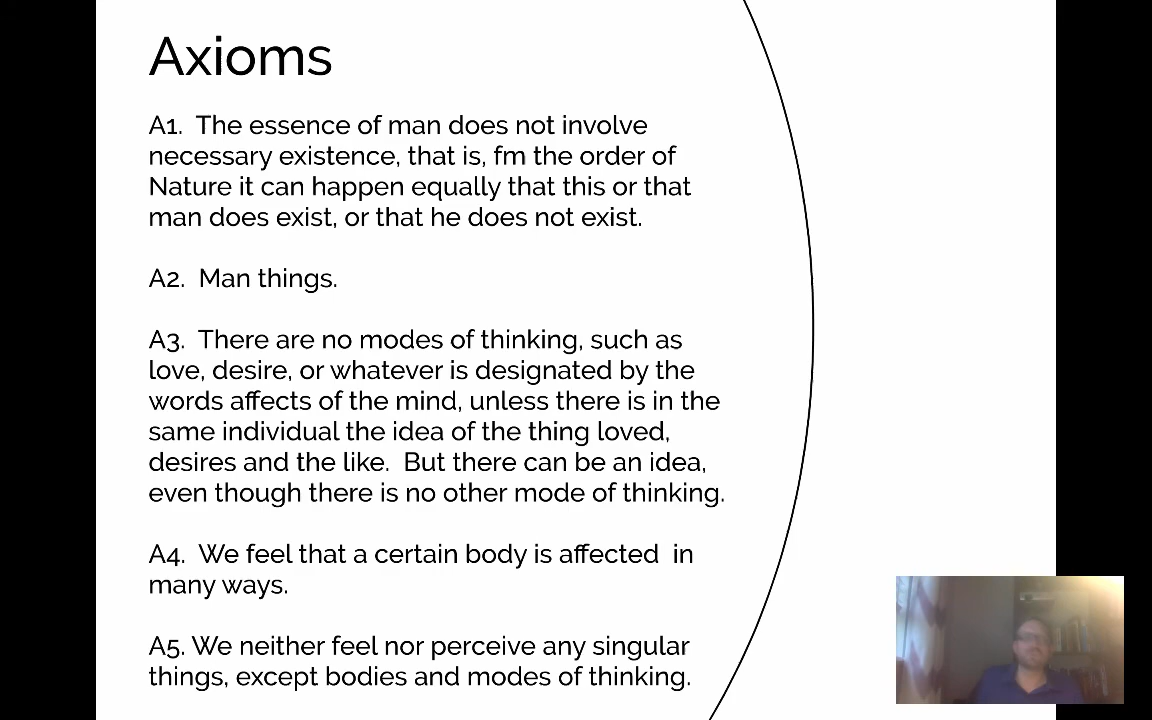 Axioms
A1.  The essence of man does not involve
necessary existence, that is, fm the order of
Nature it can happen equally that this or that
man does exist, or that he does not exist.
A2.  Man things.
A3.  There are no modes of thinking, such as
love, desire, or whatever is designated by the
words affects of the mind, unless there is in the
same individual the idea of the thing loved,
desires and the like.  But there can be an idea,
even though there is no other mode of thinking.
A4.  We feel that a certain body is affected  in
many ways.
A5. We neither feel nor perceive any singular
things, except bodies and modes of thinking.